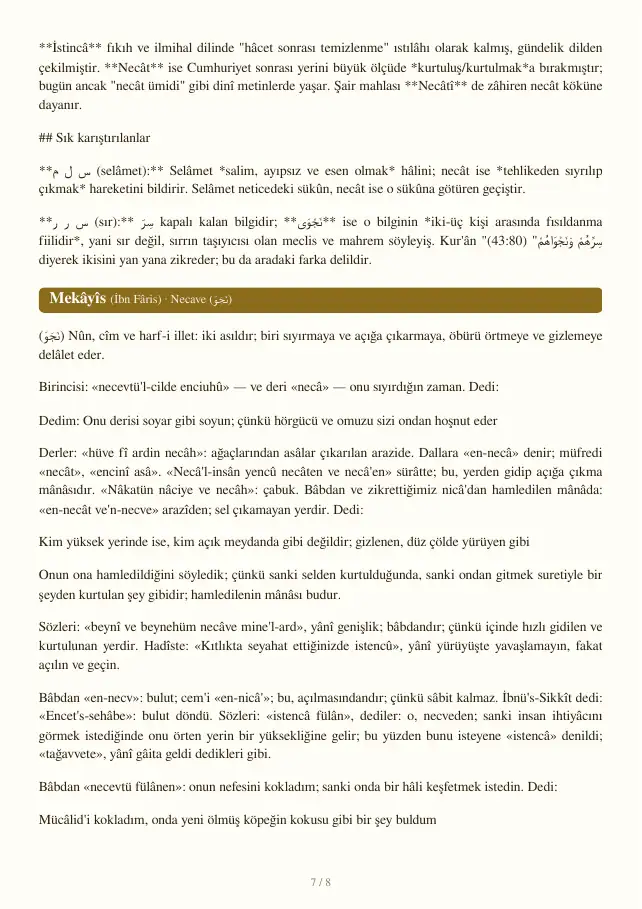 **İstincâ** fıkıh ve ilmihal dilinde "hâcet sonrası temizlenme" ıstılâhı olarak kalmış, gündelik dilden
çekilmiştir. **Necât** ise Cumhuriyet sonrası yerini büyük ölçüde *kurtuluş/kurtulmak*a bırakmıştır;
bugün ancak "necât ümidi" gibi dinî metinlerde yaşar. Şair mahlası **Necâtî** de zâhiren necât köküne
dayanır.
## Sık karıştırılanlar
**س ل م (selâmet):** Selâmet *salim, ayıpsız ve esen olmak* hâlini; necât ise *tehlikeden sıyrılıp
çıkmak* hareketini bildirir. Selâmet neticedeki sükûn, necât ise o sükûna götüren geçiştir.
**س ر ر (sır):** سِرّ kapalı kalan bilgidir; **نَجْوَى** ise o bilginin *iki-üç kişi arasında fısıldanma
fiilidir*, yani sır değil, sırrın taşıyıcısı olan meclis ve mahrem söyleyiş. Kur'ân "سِرَّهُمْ وَنَجْوَاهُمْ" (43:80)
diyerek ikisini yan yana zikreder; bu da aradaki farka delildir.
Mekâyîs (İbn Fâris) · Necave (نَجَوَ)
(نَجَوَ) Nûn, cîm ve harf-i illet: iki asıldır; biri sıyırmaya ve açığa çıkarmaya, öbürü örtmeye ve gizlemeye
delâlet eder.
Birincisi: «necevtü'l-cilde enciuhû» — ve deri «necâ» — onu sıyırdığın zaman. Dedi:
Dedim: Onu derisi soyar gibi soyun; çünkü hörgücü ve omuzu sizi ondan hoşnut eder
Derler: «hüve fî ardin necâh»: ağaçlarından asâlar çıkarılan arazide. Dallara «en-necâ» denir; müfredi
«necât», «encinî asâ». «Necâ'l-insân yencû necâten ve necâ'en» sürâtte; bu, yerden gidip açığa çıkma
mânâsıdır. «Nâkatün nâciye ve necâh»: çabuk. Bâbdan ve zikrettiğimiz nicâ'dan hamledilen mânâda:
«en-necât ve'n-necve» arazîden; sel çıkamayan yerdir. Dedi:
Kim yüksek yerinde ise, kim açık meydanda gibi değildir; gizlenen, düz çölde yürüyen gibi
Onun ona hamledildiğini söyledik; çünkü sanki selden kurtulduğunda, sanki ondan gitmek suretiyle bir
şeyden kurtulan şey gibidir; hamledilenin mânâsı budur.
Sözleri: «beynî ve beynehüm necâve mine'l-ard», yânî genişlik; bâbdandır; çünkü içinde hızlı gidilen ve
kurtulunan yerdir. Hadîste: «Kıtlıkta seyahat ettiğinizde istencû», yânî yürüyüşte yavaşlamayın, fakat
açılın ve geçin.
Bâbdan «en-necv»: bulut; cem'i «en-nicâ'»; bu, açılmasındandır; çünkü sâbit kalmaz. İbnü's-Sikkît dedi:
«Encet's-sehâbe»: bulut döndü. Sözleri: «istencâ fülân», dediler: o, necveden; sanki insan ihtiyâcını
görmek istediğinde onu örten yerin bir yüksekliğine gelir; bu yüzden bunu isteyene «istencâ» denildi;
«tağavvete», yânî gâita geldi dedikleri gibi.
Bâbdan «necevtü fülânen»: onun nefesini kokladım; sanki onda bir hâli keşfetmek istedin. Dedi:
Mücâlid'i kokladım, onda yeni ölmüş köpeğin kokusu gibi bir şey buldum
7 / 8